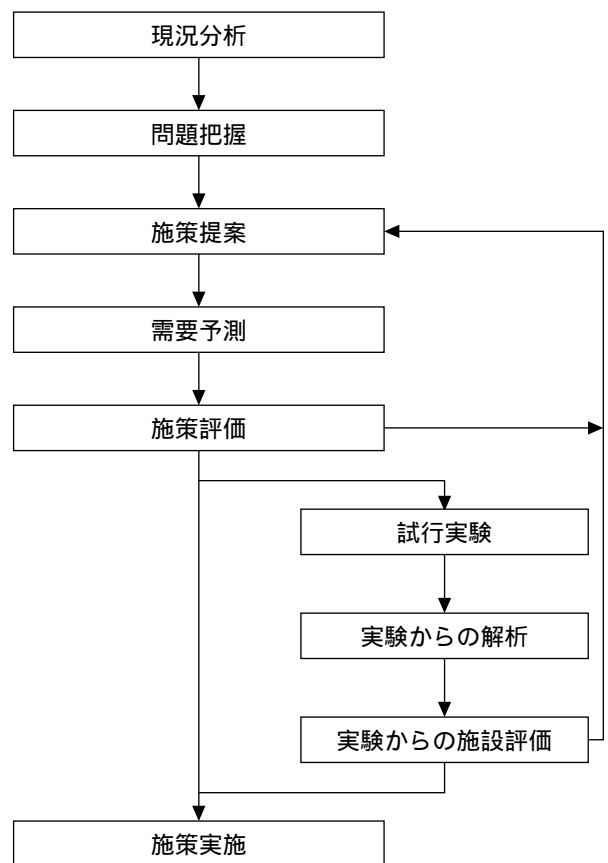 現況分析
問題把握
施策提案
需要予測
施策評価
試行実験
実験からの解析
実験からの施設評価
施策実施